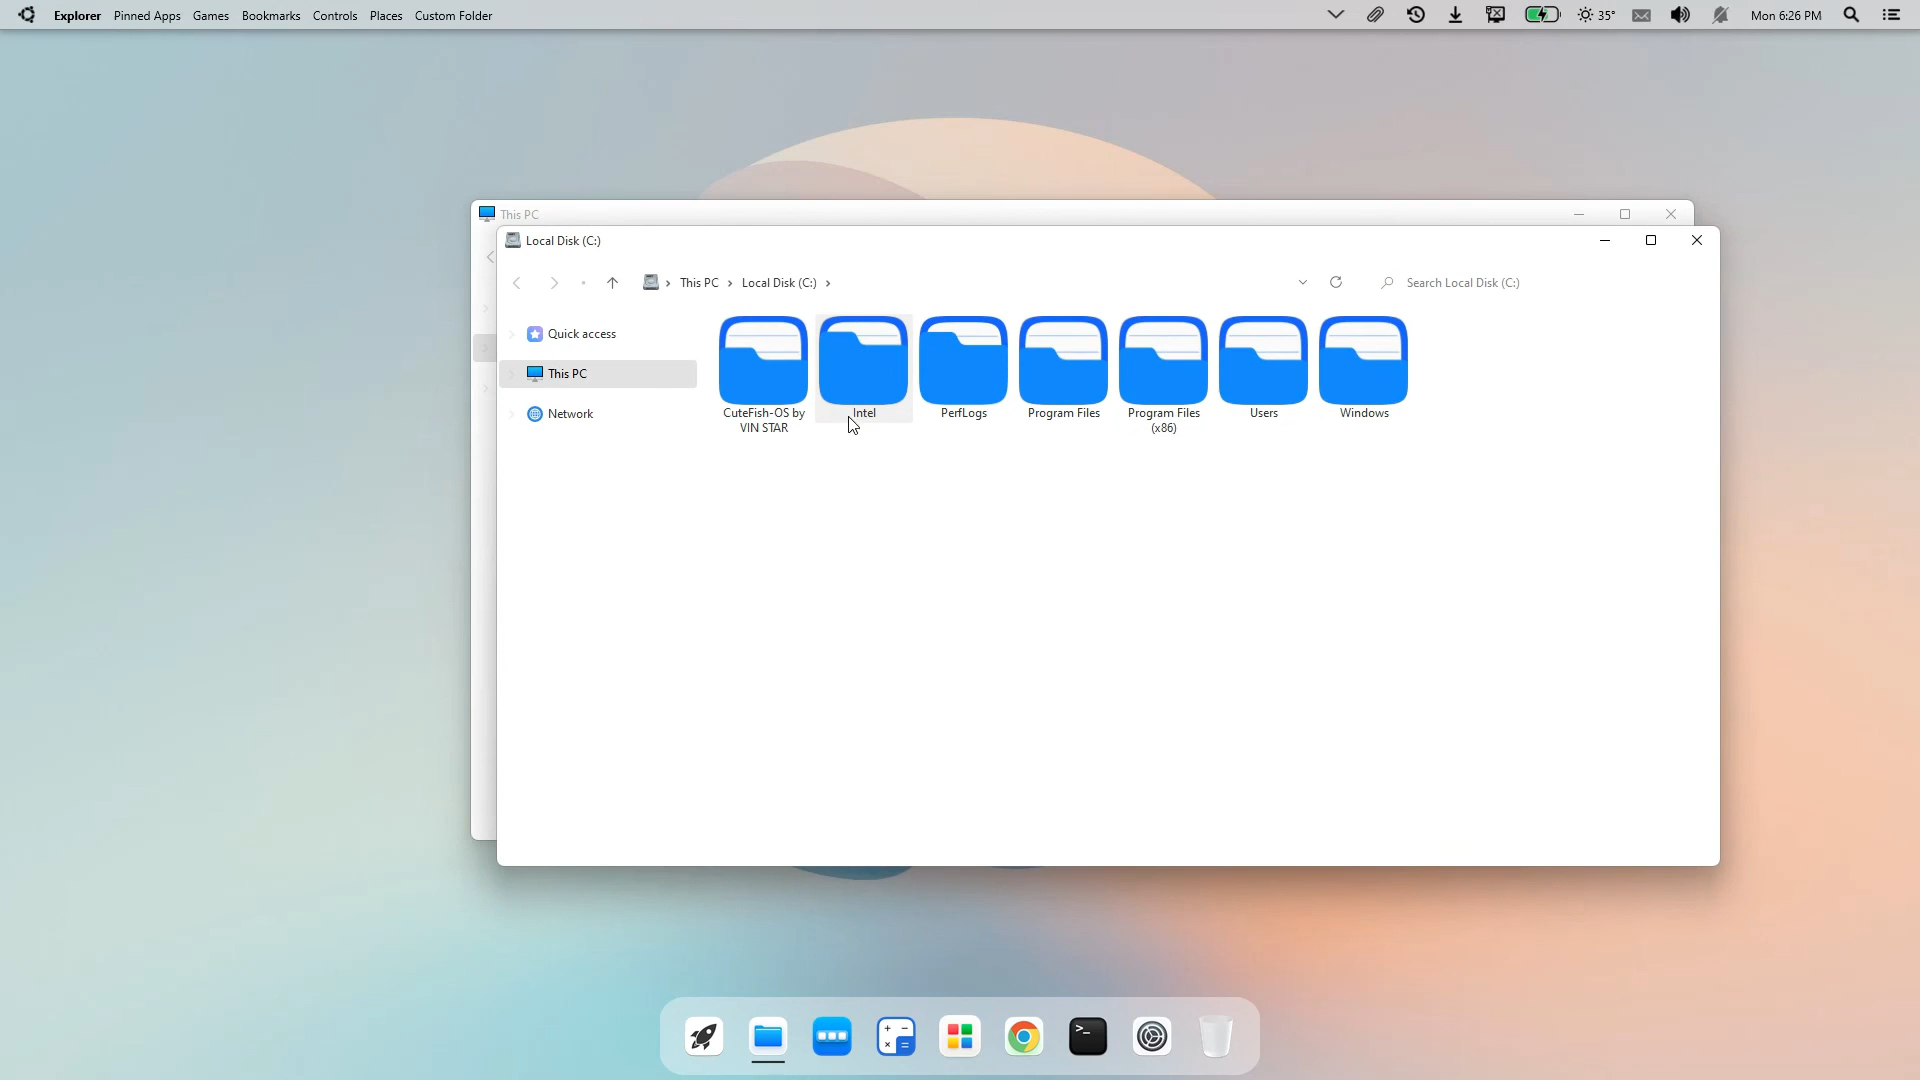 Explorer Pinned Apps Games Bookmarks Controls Places Custom Folder
35° Mon 6:26 PM
This PC
Local Disk (C:)
This PC Local Disk (C:)
Search Local Disk (C:)
Quick access
This PC
Network
CuteFish-OS by
VIN STAR
Intel
PerfLogs
Program Files
Program Files
(x86)
Users
Windows